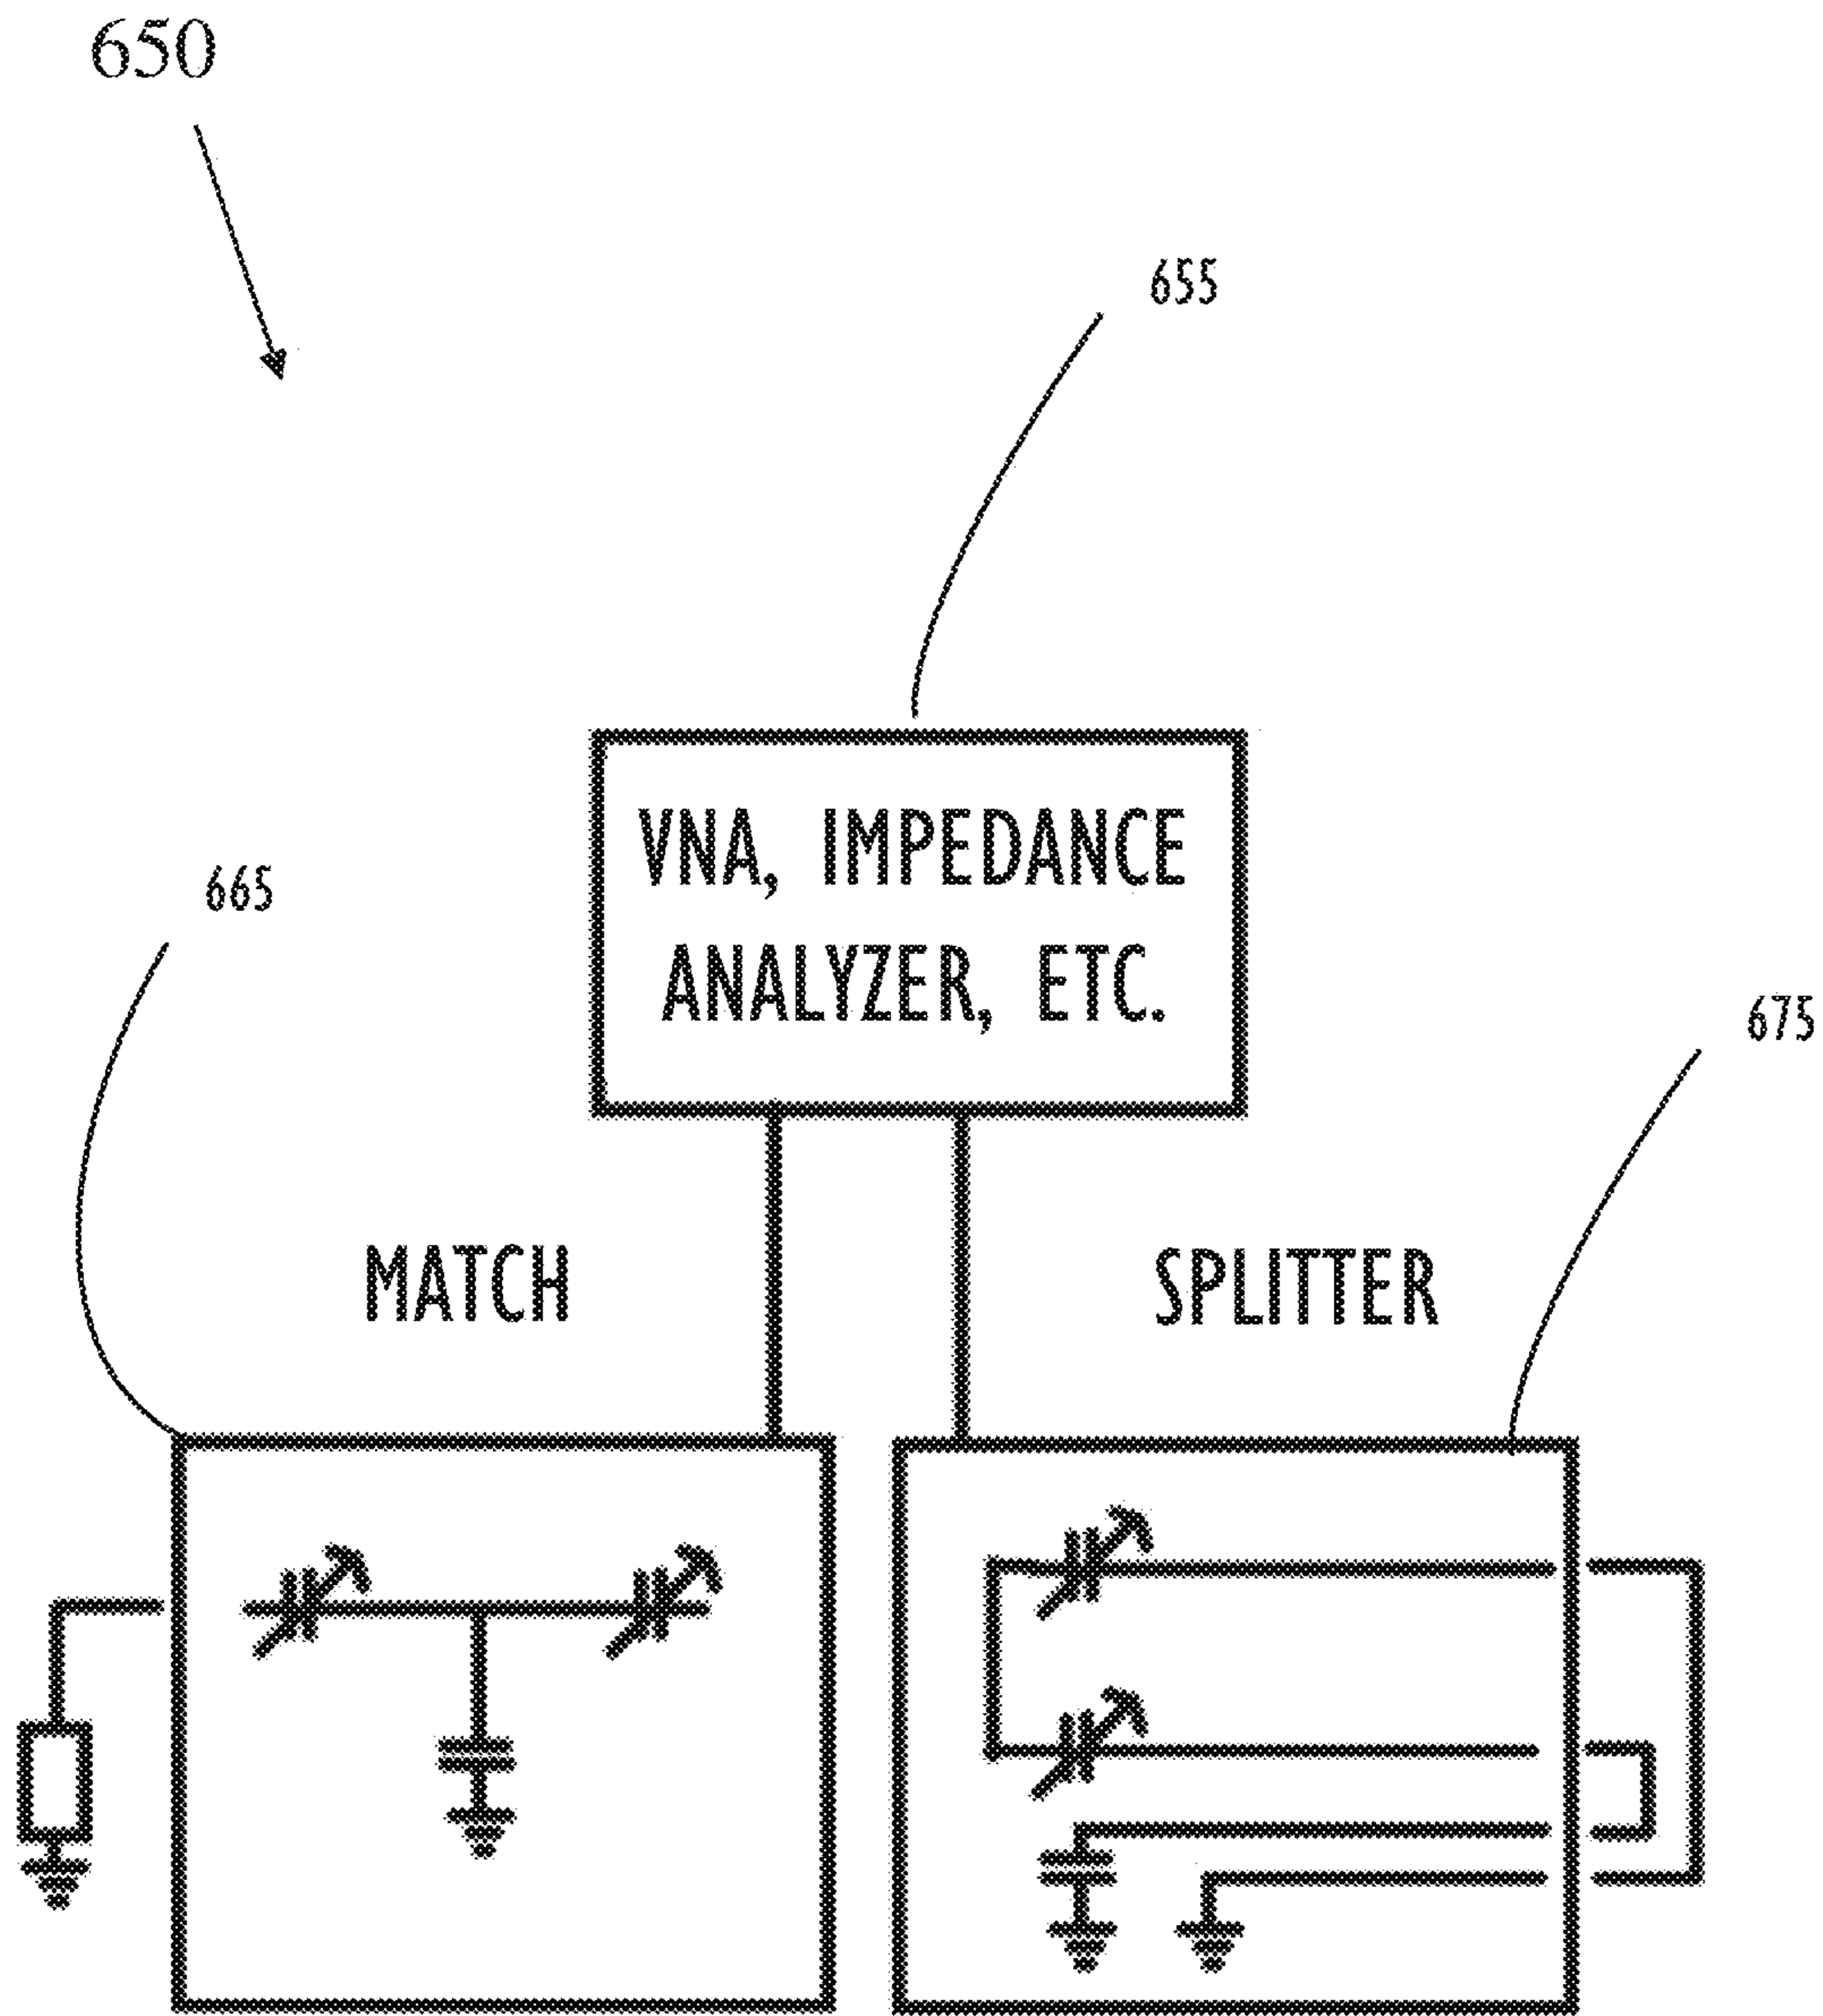 650
655
VNA, IMPEDANCE
ANALYZER, ETC.
665
675
MATCH
SPLITTER